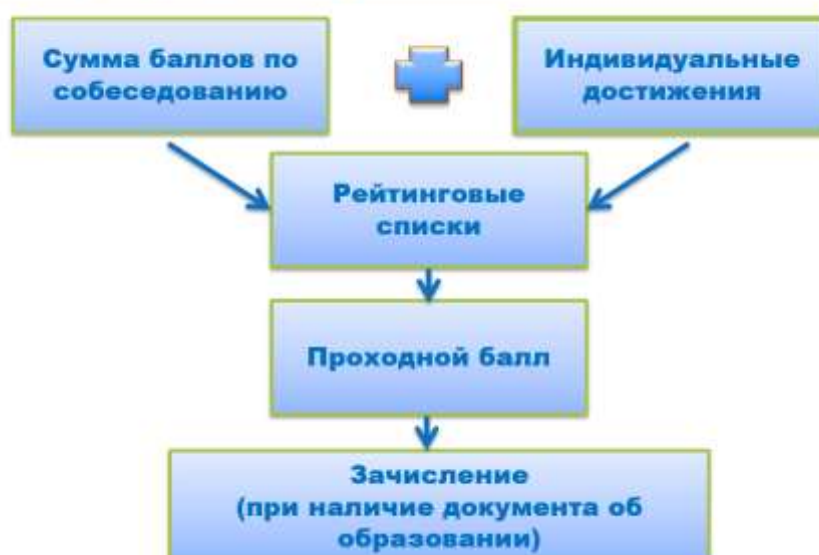 Сумма баллов по
собеседованию
Индивидуальные
достижения
Рейтинговые
списки
Проходной балл
Зачисление
(при наличие документа об
образовании)